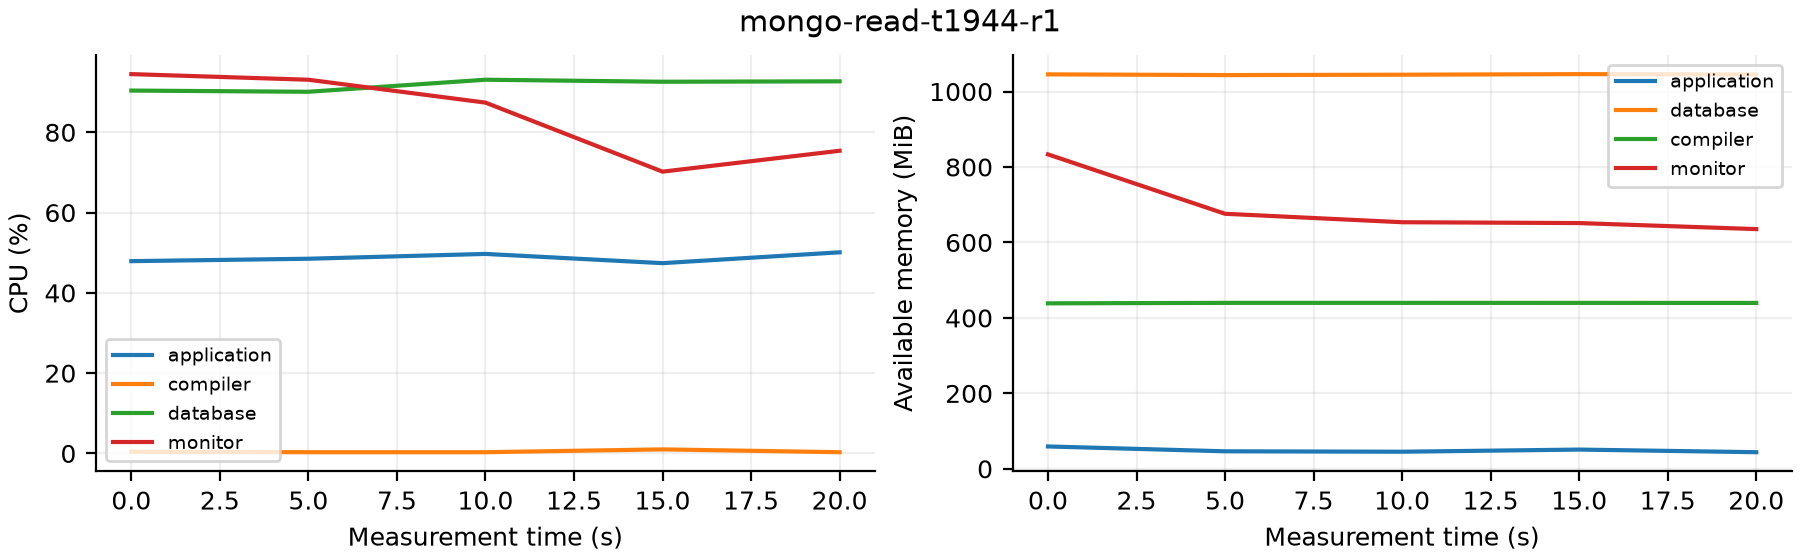 mongo-read-t1944-r1
CPU (%)
80
60
40
20
0
application
compiler
database
monitor
0.0 2.5 5.0 7.5 10.0 12.5 15.0 17.5 20.0
Measurement time (s)
Available memory (MiB)
1000
800
600
400
200
0
application
database
compiler
monitor
0.0 2.5 5.0 7.5 10.0 12.5 15.0 17.5 20.0
Measurement time (s)